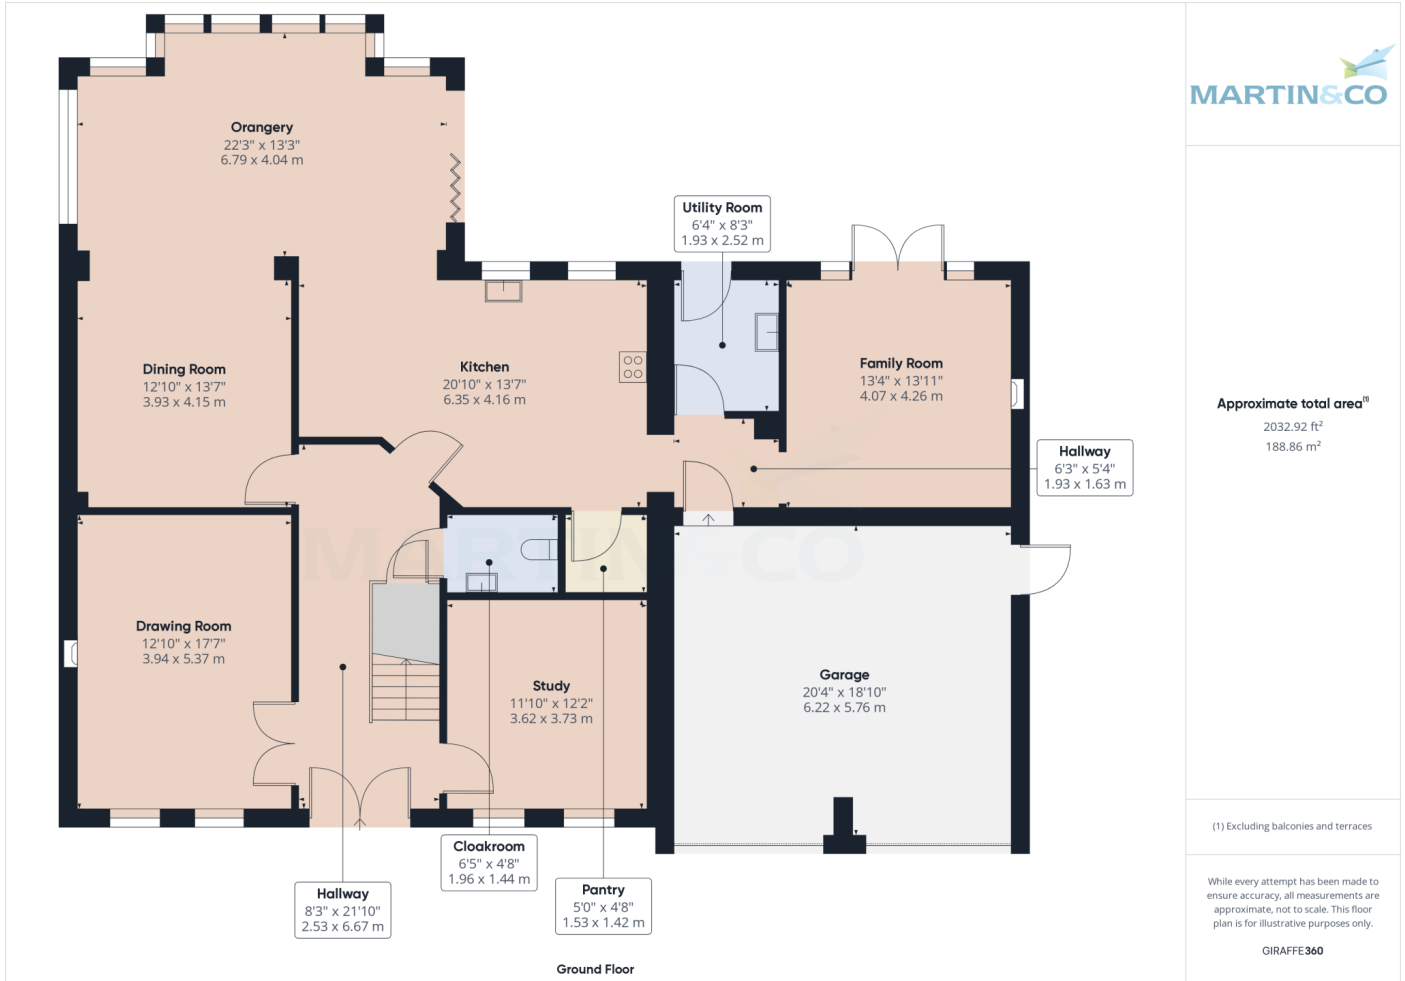 Orangery
22'3" x 13'3"
6.79 x 4.04 m
Utility Room
6'4" x 8'3"
1.93 x 2.52 m
Dining Room
12'10" x 13'7"
3.93 x 4.15 m
Kitchen
20'10" x 13'7"
6.35 x 4.16 m
Family Room
13'4" x 13'11"
4.07 x 4.26 m
Hallway
6'3" x 5'4"
1.93 x 1.63 m
MARTIN&CO
Drawing Room
12'10" x 17'7"
3.94 x 5.37 m
Study
11'10" x 12'2"
3.62 x 3.73 m
Garage
20'4" x 18'10"
6.22 x 5.76 m
Cloakroom
6'5" x 4'8"
1.96 x 1.44 m
Hallway
8'3" x 21'10"
2.53 x 6.67 m
Pantry
5'0" x 4'8"
1.53 x 1.42 m
Ground Floor
MARTIN&CO
Approximate total area(1)
2032.92 ft²
188.86 m²
(1) Excluding balconies and terraces
While every attempt has been made to
ensure accuracy, all measurements are
approximate, not to scale. This floor
plan is for illustrative purposes only.
GIRAFFE360